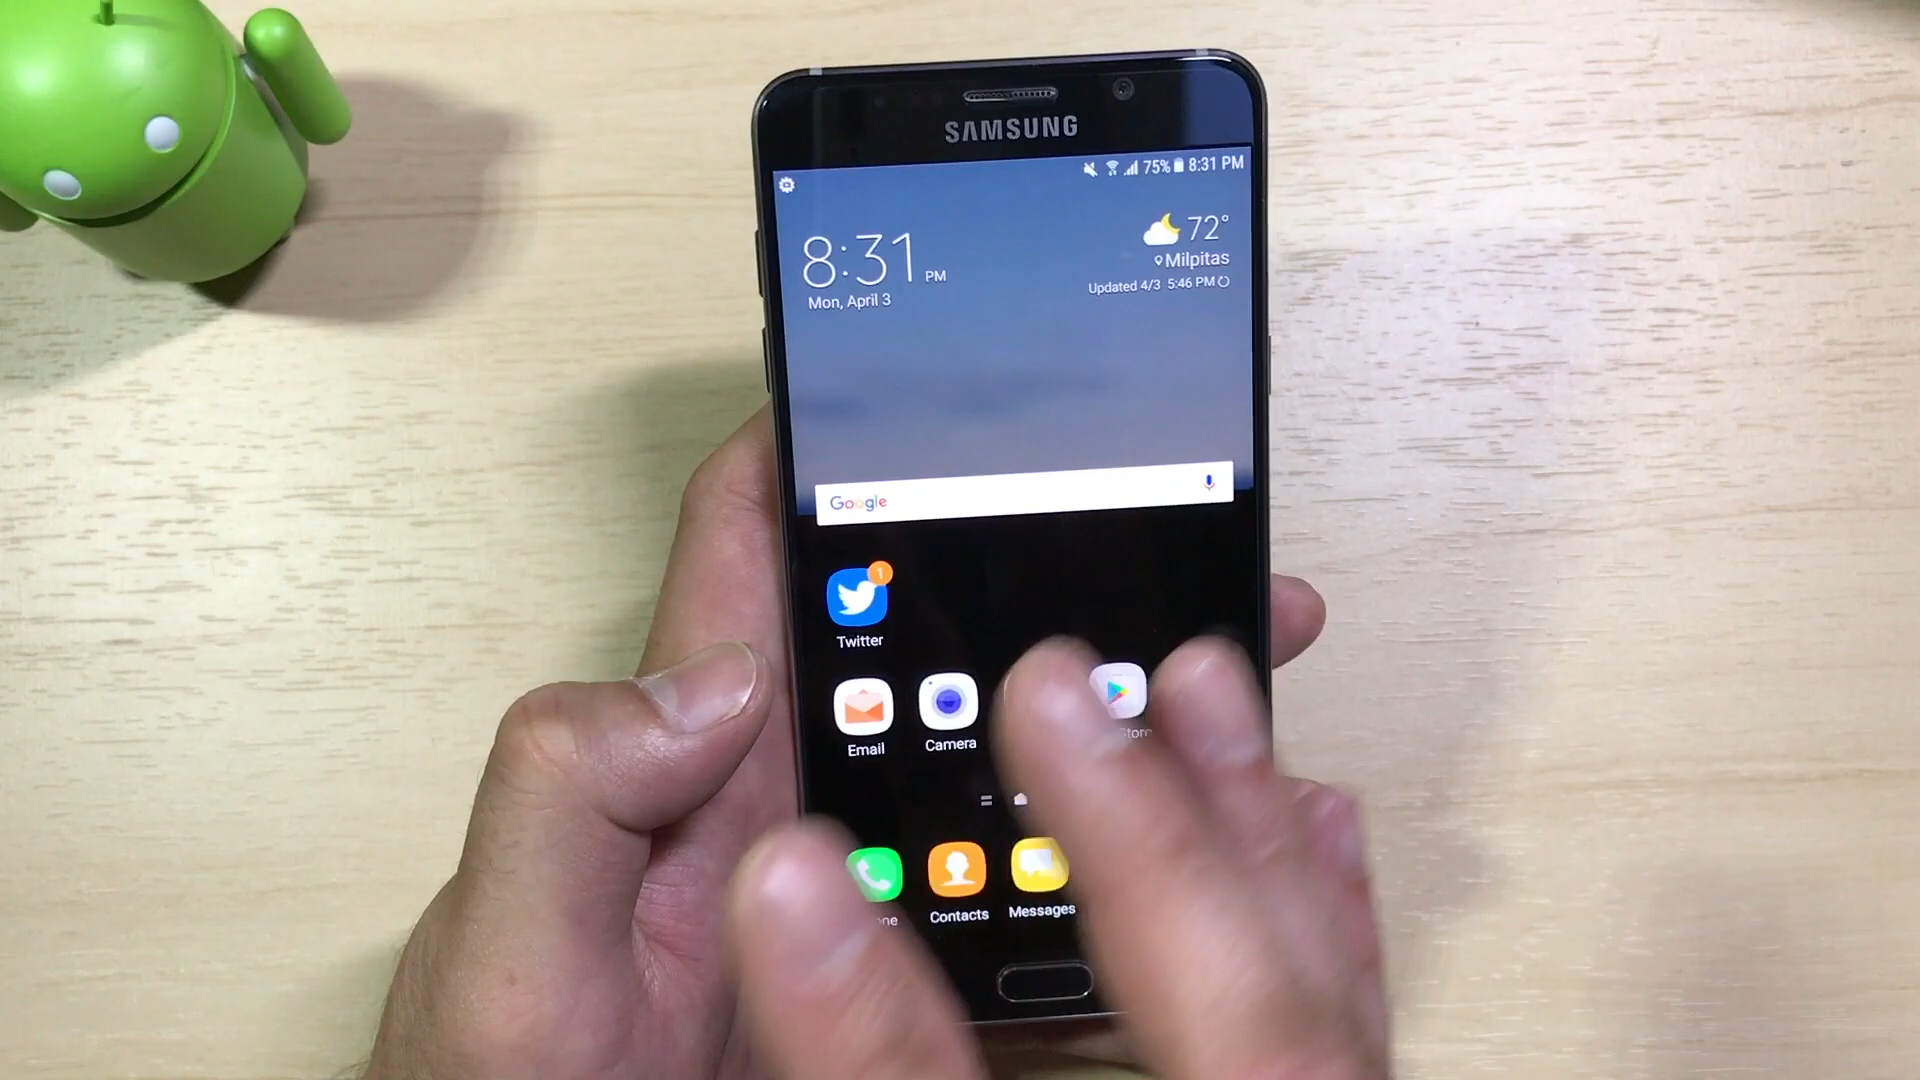 SAMSUNG
75% 8:31 PM
8:31 PM
Mon, April 3
72°
Milpitas
Updated 4/3 5:46 PM
Google
1
Twitter
Email
Camera
Contacts
Messages